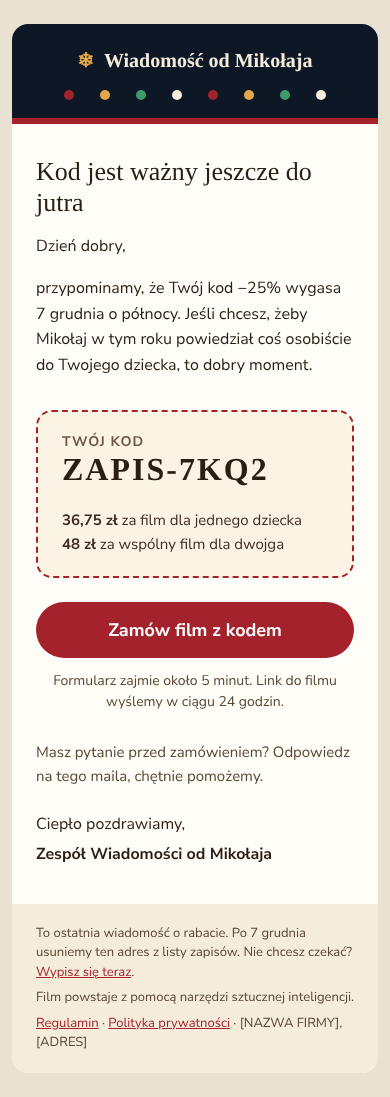 Wiadomość od Mikołaja
Kod jest ważny jeszcze do
jutra
Dzień dobry,
przypominamy, że Twój kod −25% wygasa
7 grudnia o północy. Jeśli chcesz, żeby
Mikołaj w tym roku powiedział coś osobiście
do Twojego dziecka, to dobry moment.
TWÓJ KOD
ZAPIS-7KQ2
36,75 zł za film dla jednego dziecka
48 zł za wspólny film dla dwojga
Zamów film z kodem
Formularz zajmie około 5 minut. Link do filmu
wyślemy w ciągu 24 godzin.
Masz pytanie przed zamówieniem? Odpowiedz
na tego maila, chętnie pomożemy.
Ciepło pozdrawiamy,
Zespół Wiadomości od Mikołaja
To ostatnia wiadomość o rabacie. Po 7 grudnia
usuniemy ten adres z listy zapisów. Nie chcesz czekać?
Wypisz się teraz.
Film powstaje z pomocą narzędzi sztucznej inteligencji.
Regulamin · Polityka prywatności · [NAZWA FIRMY],
[ADRES]